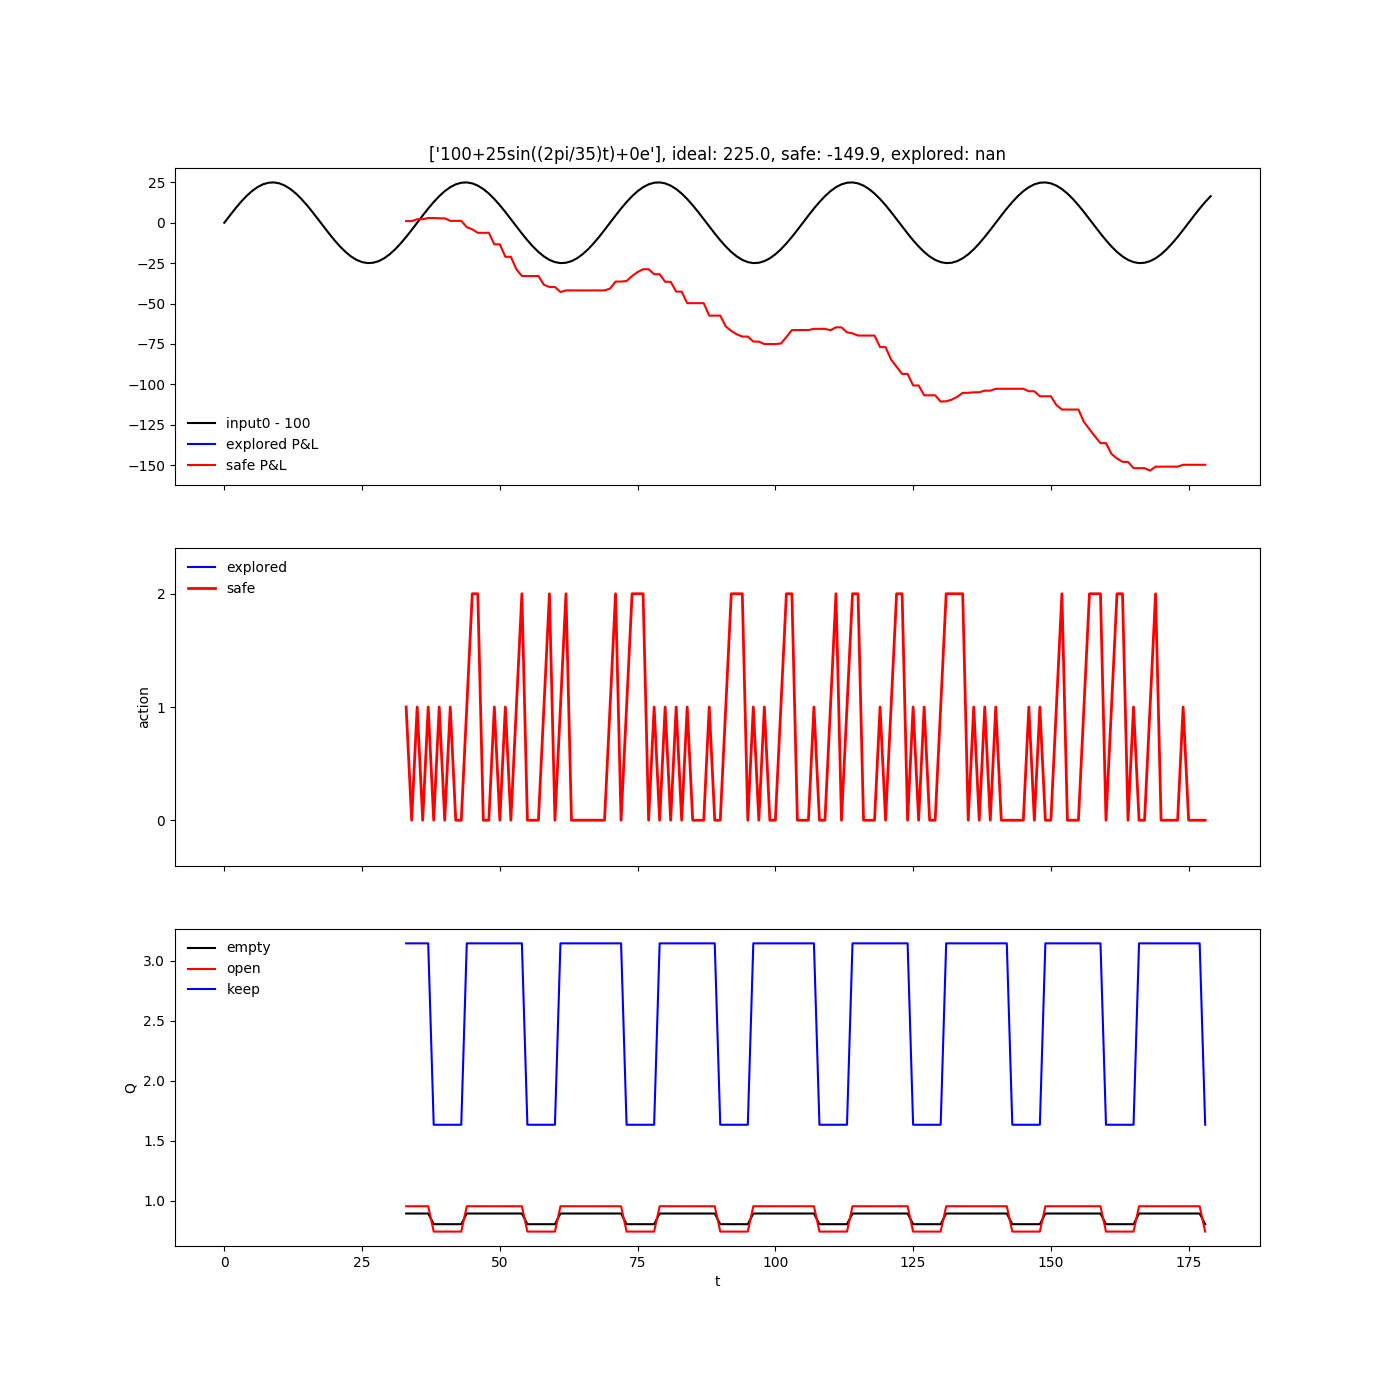 ['100+25sin((2pi/35)t)+0e'], ideal: 225.0, safe: -149.9, explored: nan
25
0
−25
−50
−75
−100
−125
−150
input0 - 100
explored P&L
safe P&L
explored
safe
2
1
0
action
empty
open
keep
3.0
2.5
2.0
1.5
1.0
Q
0
25
50
75
100
125
150
175
t